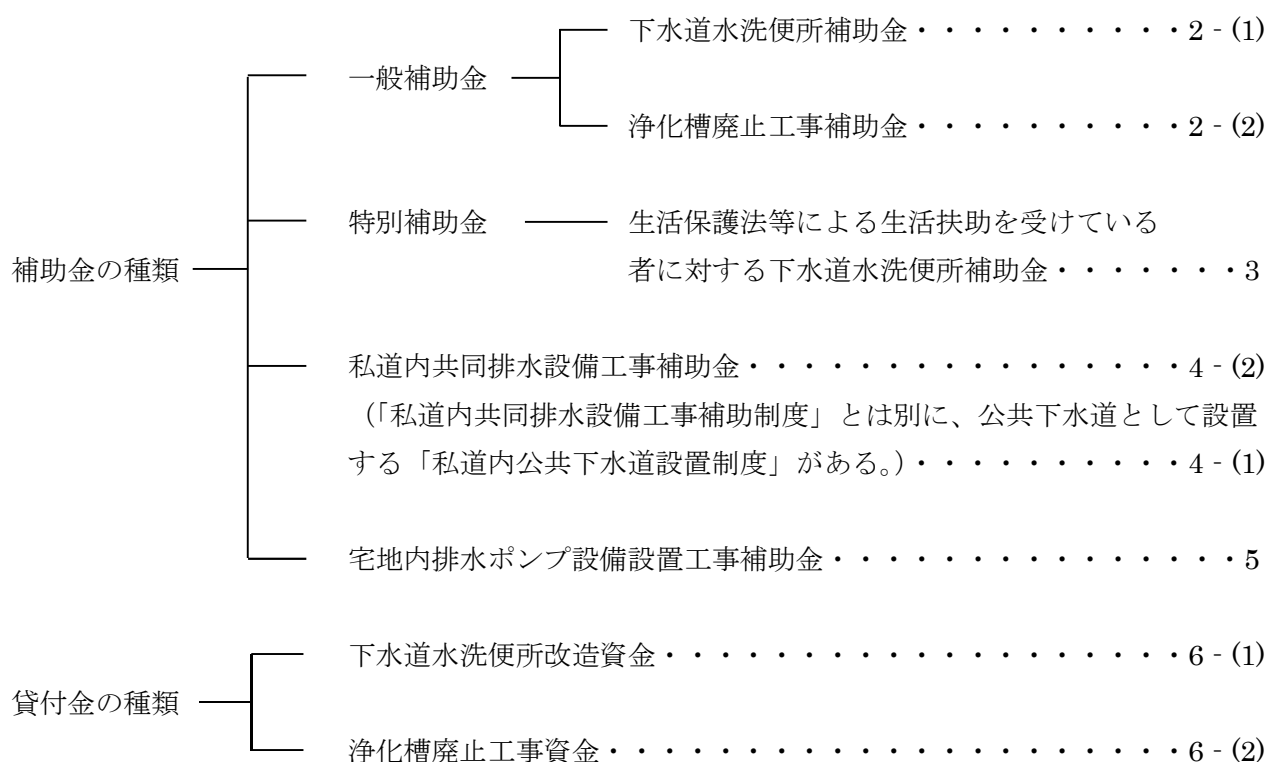 下水道水洗便所補助金・・・・・・・・・・2‐(1)
一般補助金
浄化槽廃止工事補助金・・・・・・・・・・2‐(2)
特別補助金 生活保護法等による生活扶助を受けている
補助金の種類 者に対する下水道水洗便所補助金・・・・・・・3
私道内共同排水設備工事補助金・・・・・・・・・・・・・・・・4‐(2)
（「私道内共同排水設備工事補助制度」とは別に、公共下水道として設置
する「私道内公共下水道設置制度」がある。）・・・・・・・・・・4‐(1)
宅地内排水ポンプ設備設置工事補助金・・・・・・・・・・・・・・5
下水道水洗便所改造資金・・・・・・・・・・・・・・・・・・6‐(1)
貸付金の種類
浄化槽廃止工事資金・・・・・・・・・・・・・・・・・・・・6‐(2)